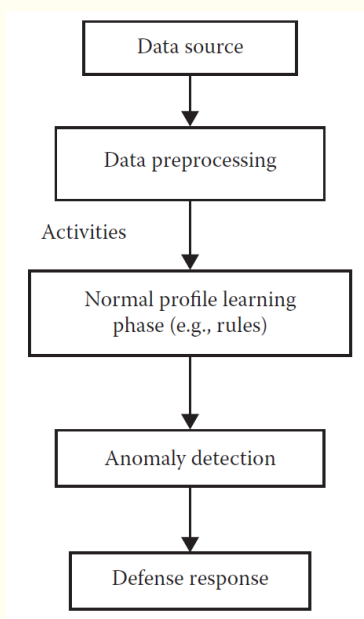 Data source
Data preprocessing
Activities
Normal profile learning
phase (e.g., rules)
Anomaly detection
Defense response